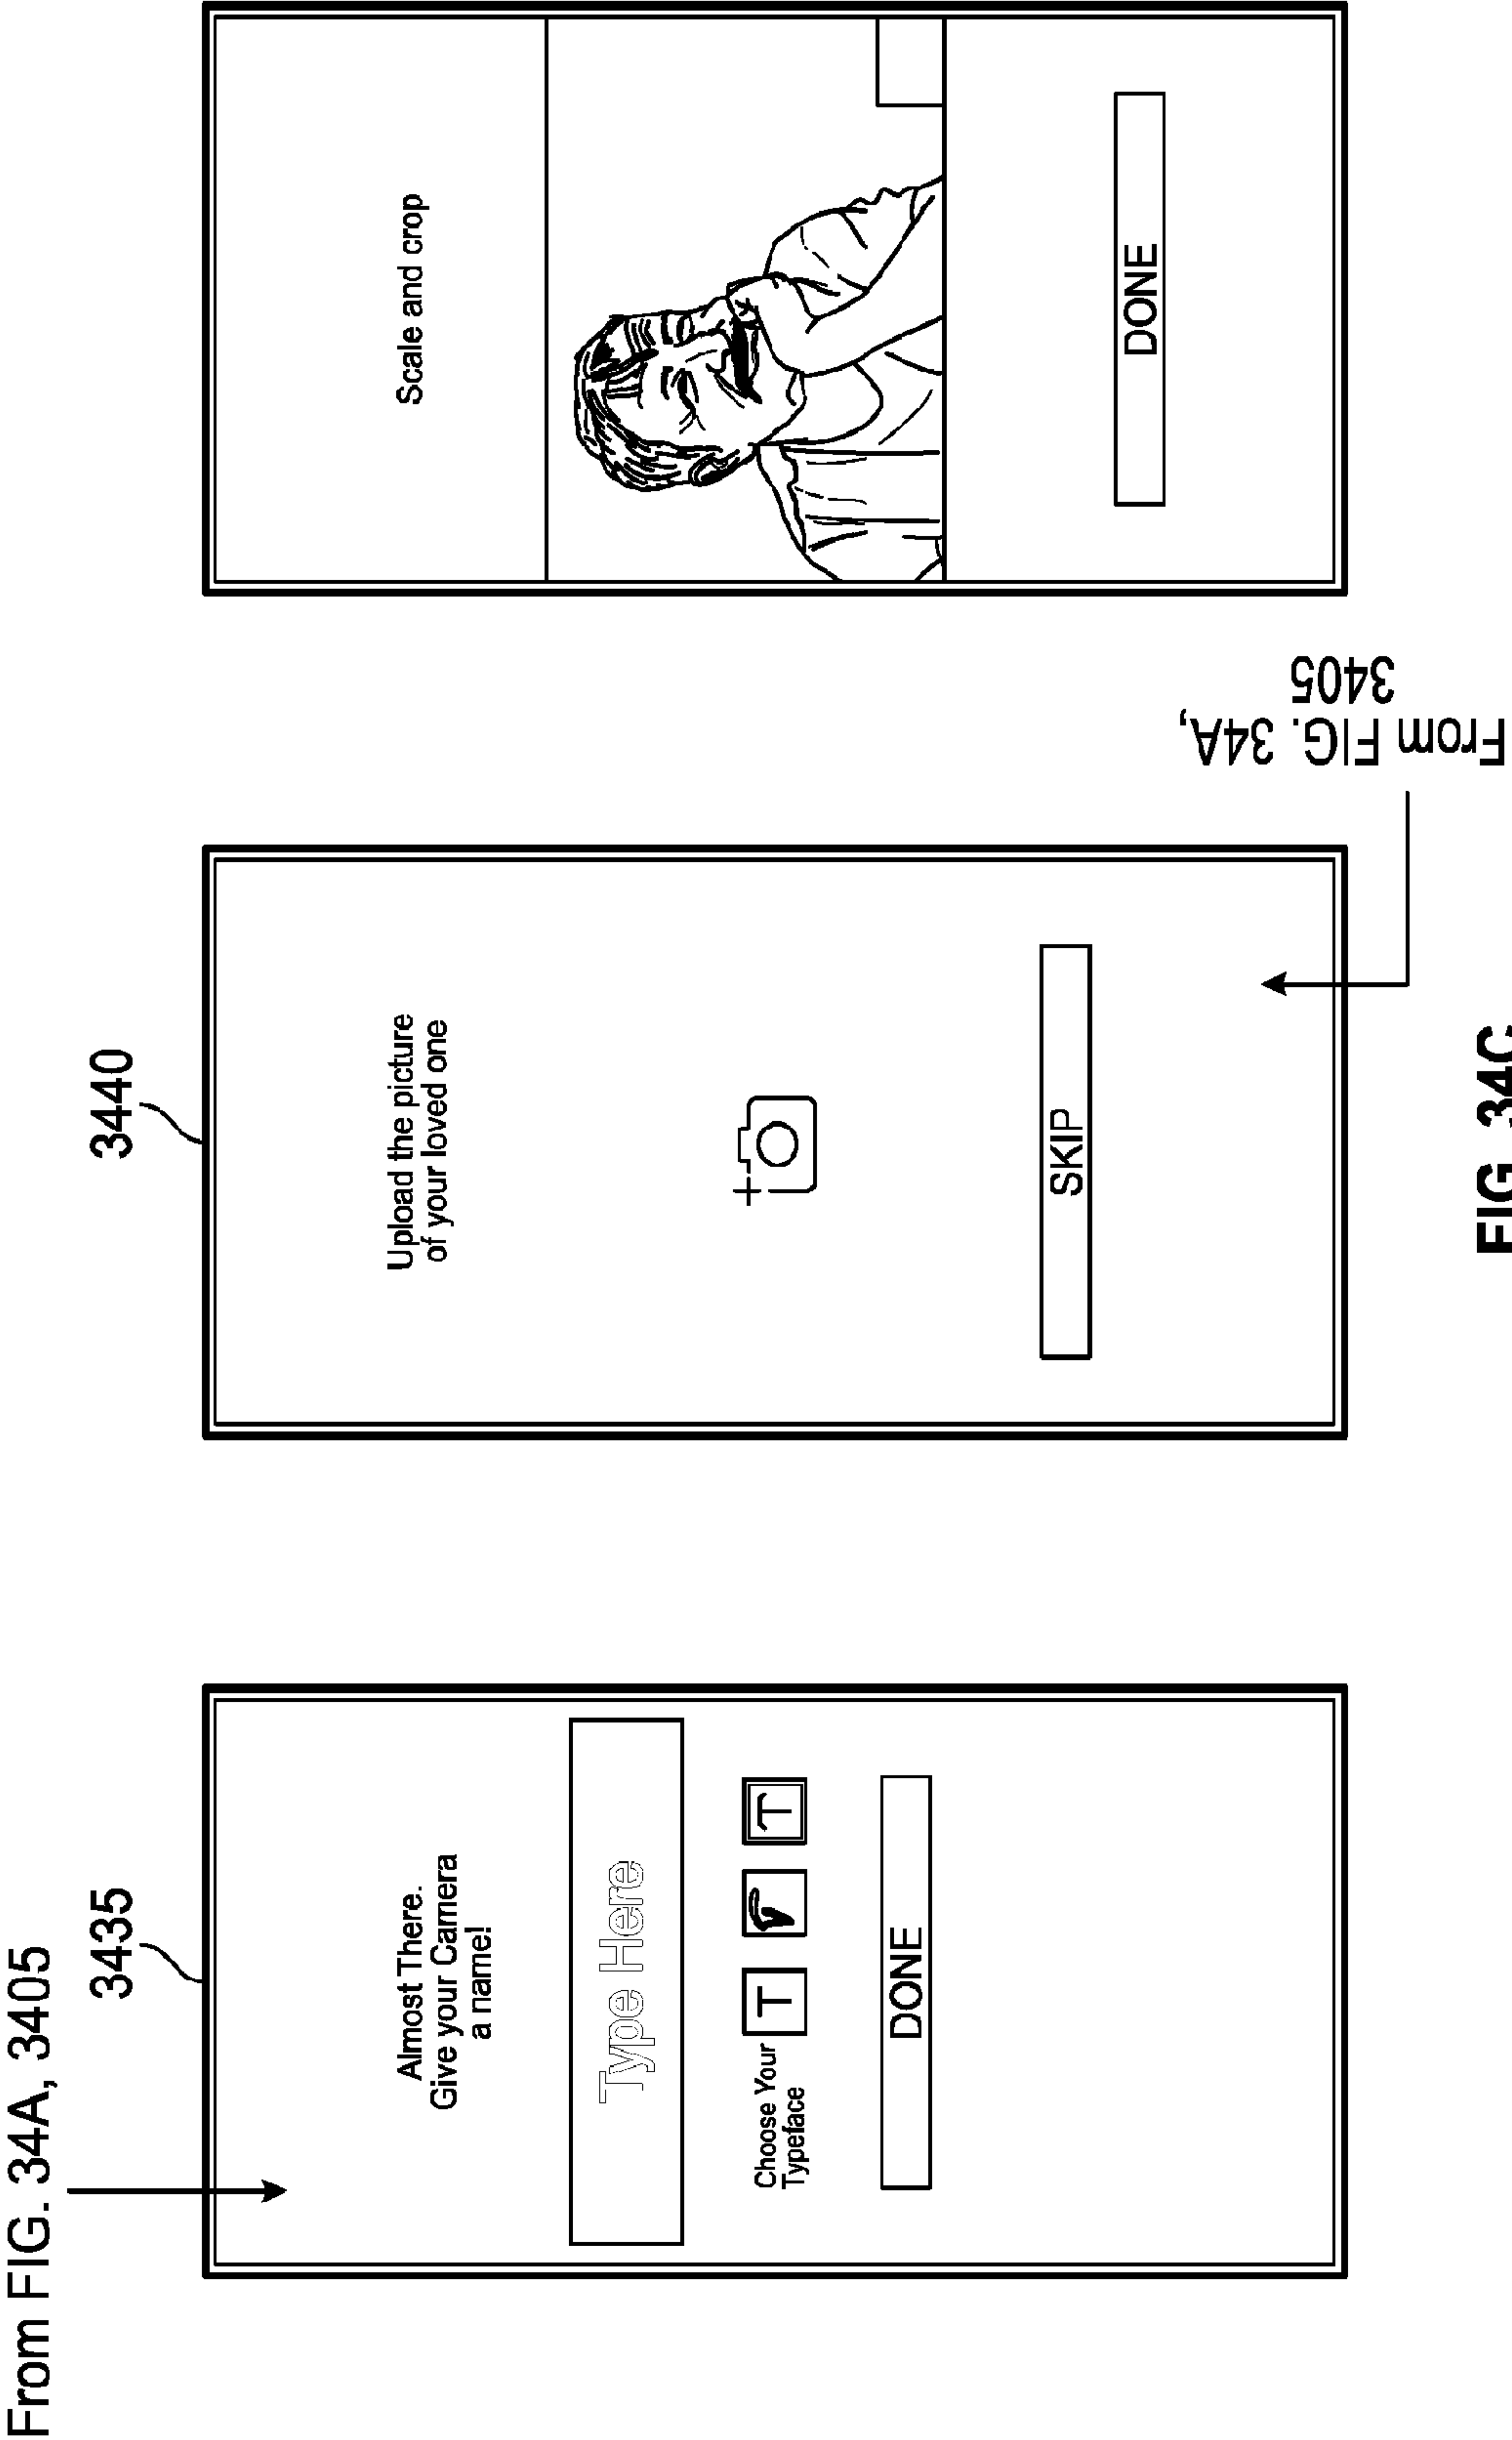 From FIG. 34A, 3405
3435
Almost There.
Give your Camera
a name!
Type Here
Choose Your
Typeface
T
T
DONE
3440
Upload the picture
of your loved one
SKIP
From FIG. 34A,
3405
Scale and crop
DONE
FIG. 34C